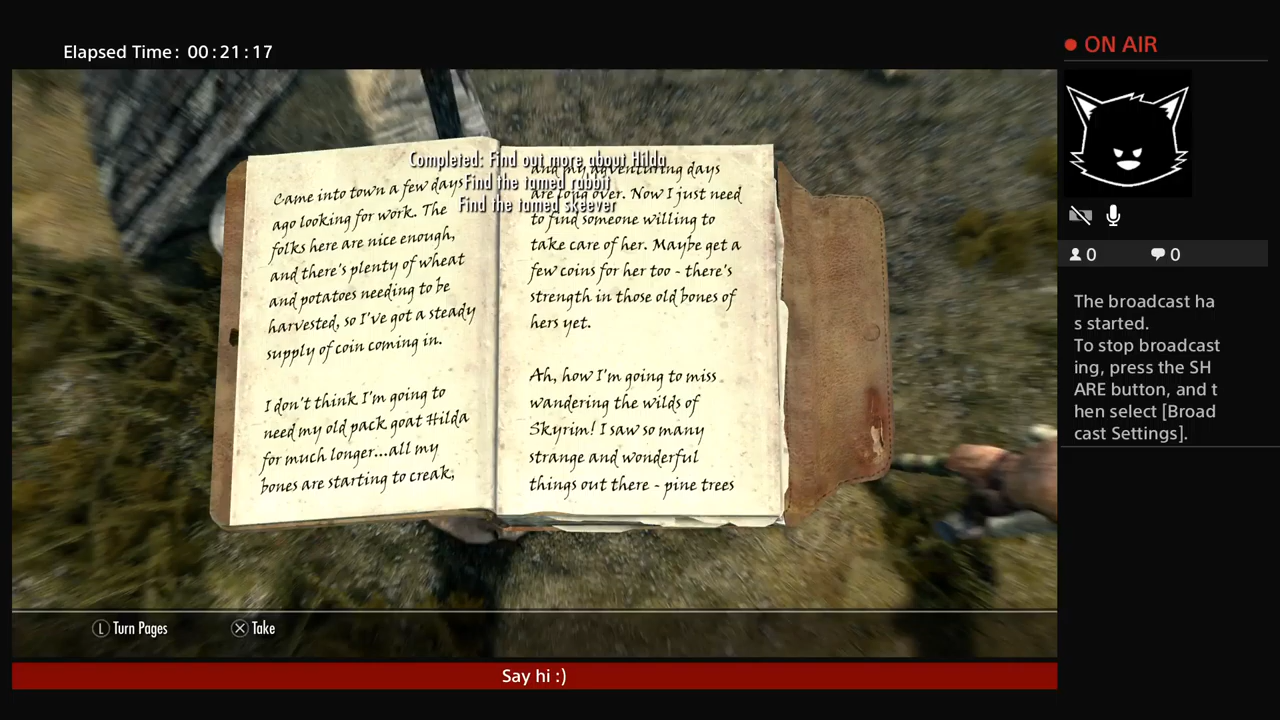 Elapsed Time: 00:21:17
ON AIR
Completed: Find out more about Hilda
Find the tamed rabbit
Find the tamed skeever
Came into town a few days
ago looking for work. The
folks here are nice enough,
and there's plenty of wheat
and potatoes needing to be
harvested, so I've got a steady
supply of coin coming in.
I don't think I'm going to
need my old pack goat Hilda
for much longer...all my
bones are starting to creak,
and my adventuring days
are long over. Now I just need
to find someone willing to
take care of her. Maybe get a
few coins for her too - there's
strength in those old bones of
hers yet.
Ah, how I'm going to miss
wandering the wilds of
Skyrim! I saw so many
strange and wonderful
things out there - pine trees
0 0
The broadcast ha
s started.
To stop broadcast
ing, press the SH
ARE button, and t
hen select [Broad
cast Settings].
L Turn Pages X Take
Say hi :)